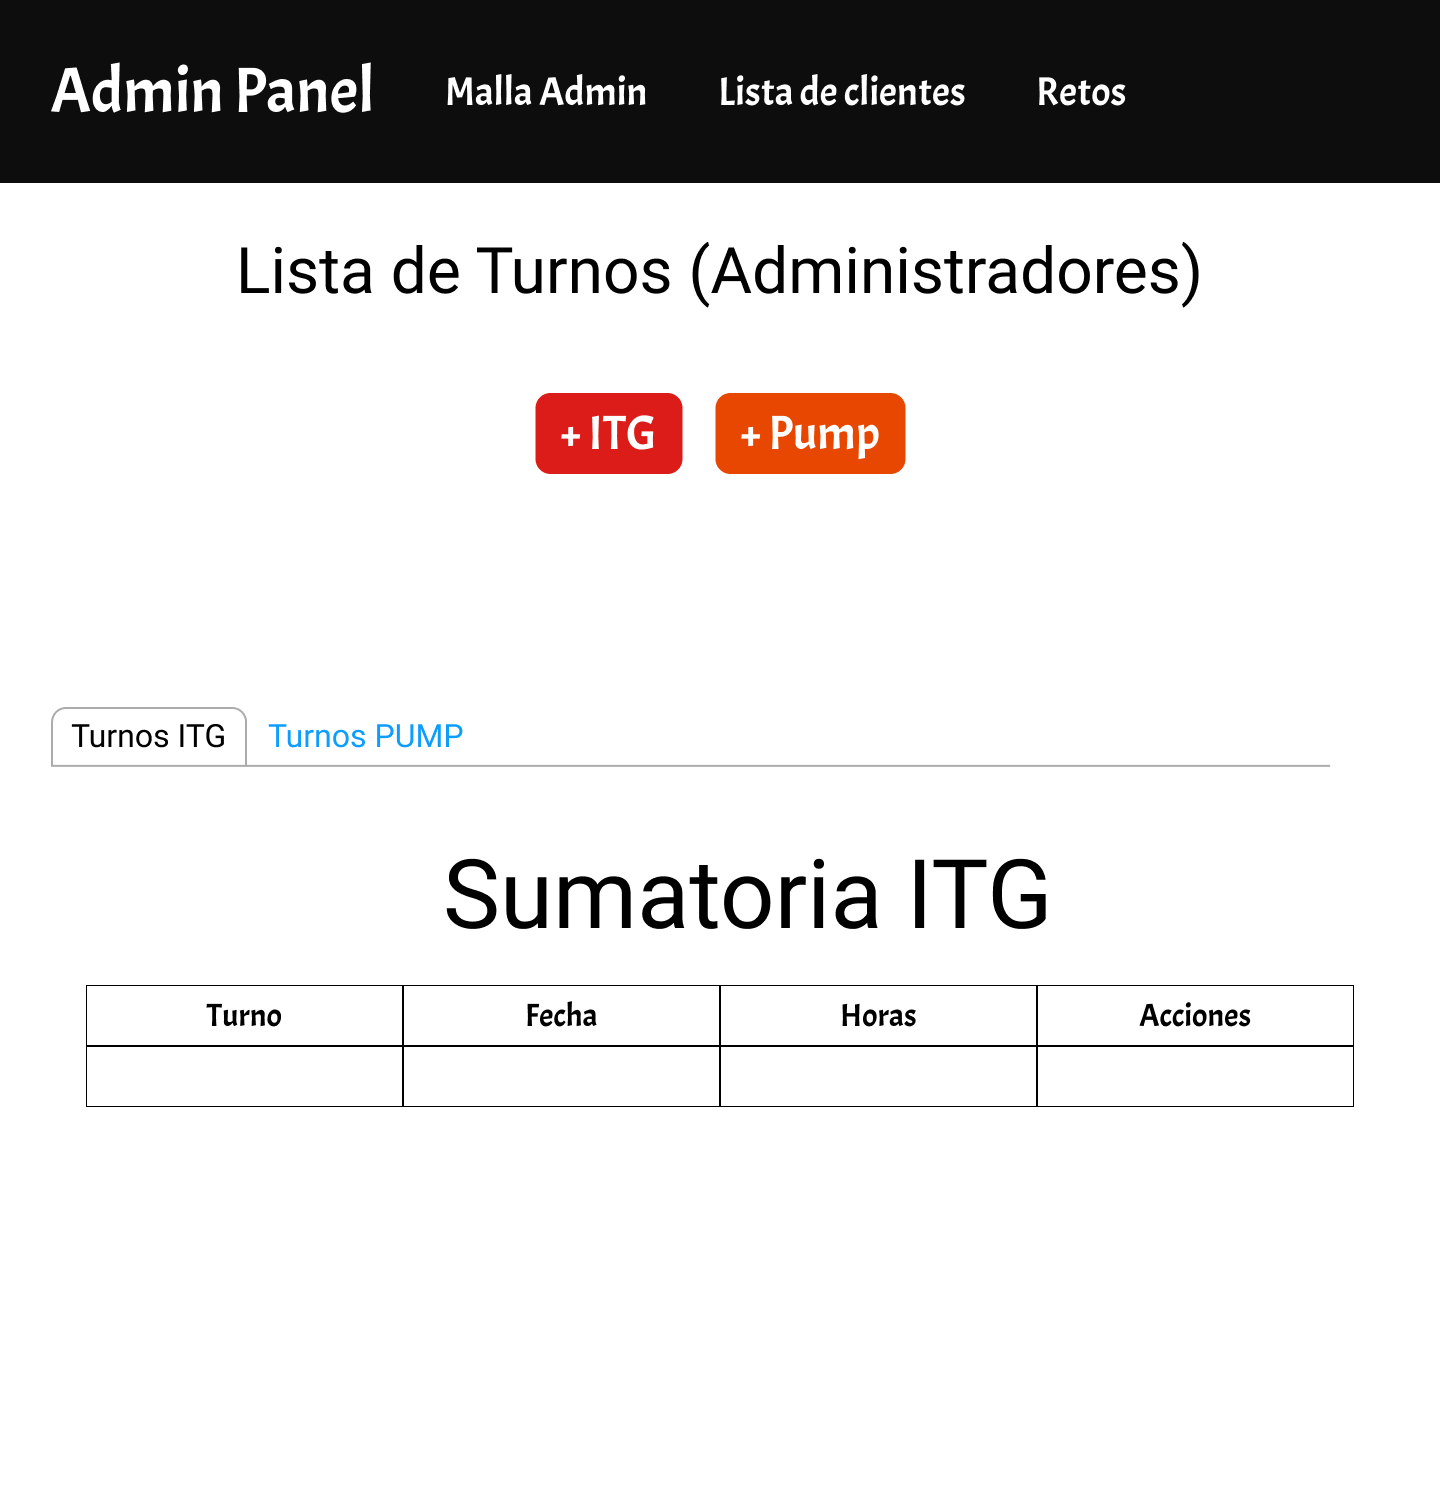 Admin Panel Malla Admin Lista de clientes Retos
Lista de Turnos (Administradores)
+ ITG + Pump
Turnos ITG Turnos PUMP
Sumatoria ITG
Turno Fecha Horas Acciones